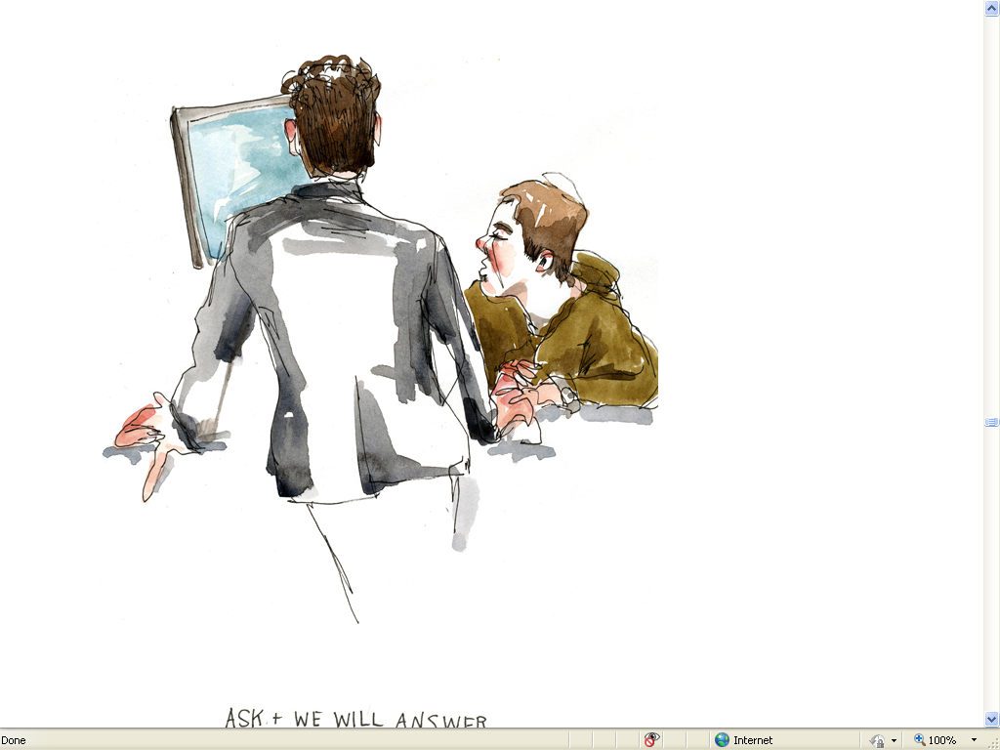 ASK + WE WILL ANSWER
Done
Internet
100%